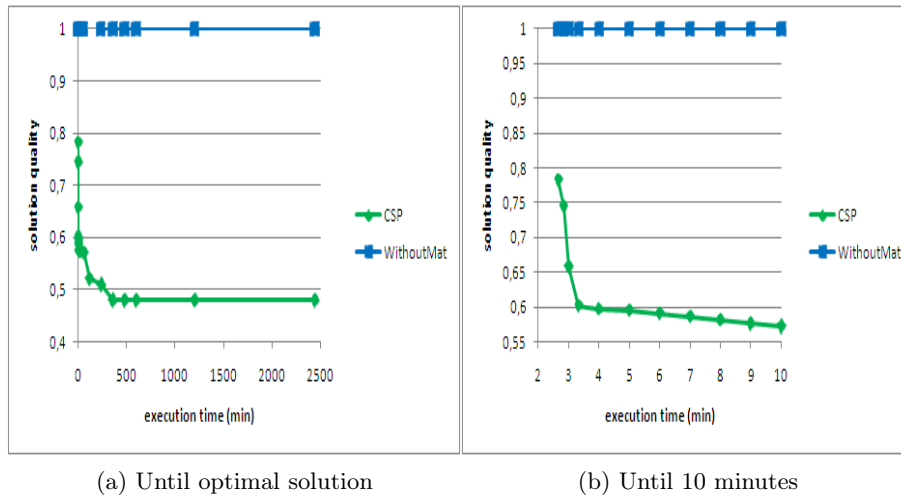 1
0,9
0,8
0,7
0,6
0,5
0,4
solution quality
0 500 1000 1500 2000 2500
execution time (min)
CSP
WithoutMat
(a) Until optimal solution
1
0,95
0,9
0,85
0,8
0,75
0,7
0,65
0,6
0,55
solution quality
2 3 4 5 6 7 8 9 10
execution time (min)
CSP
WithoutMat
(b) Until 10 minutes